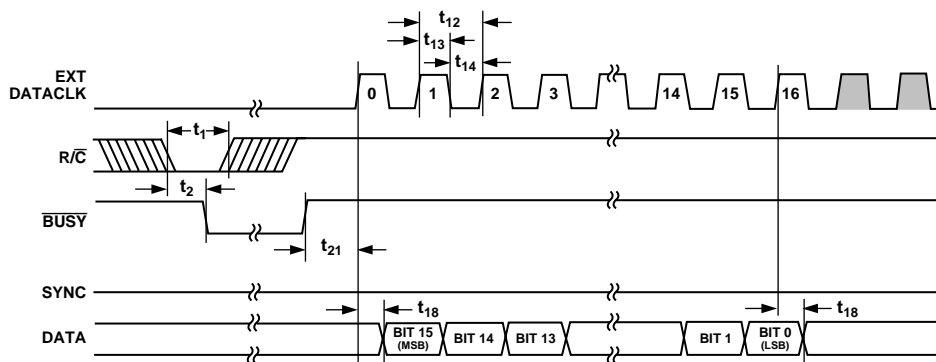 t12
t13
t14
EXT
DATACLK
0 1 2 3 14 15 16
t1
R/C̅
t2
B̅U̅S̅Y̅
t21
SYNC
t18 t18
DATA
BIT 15 (MSB) BIT 14 BIT 13 BIT 1 BIT 0 (LSB)